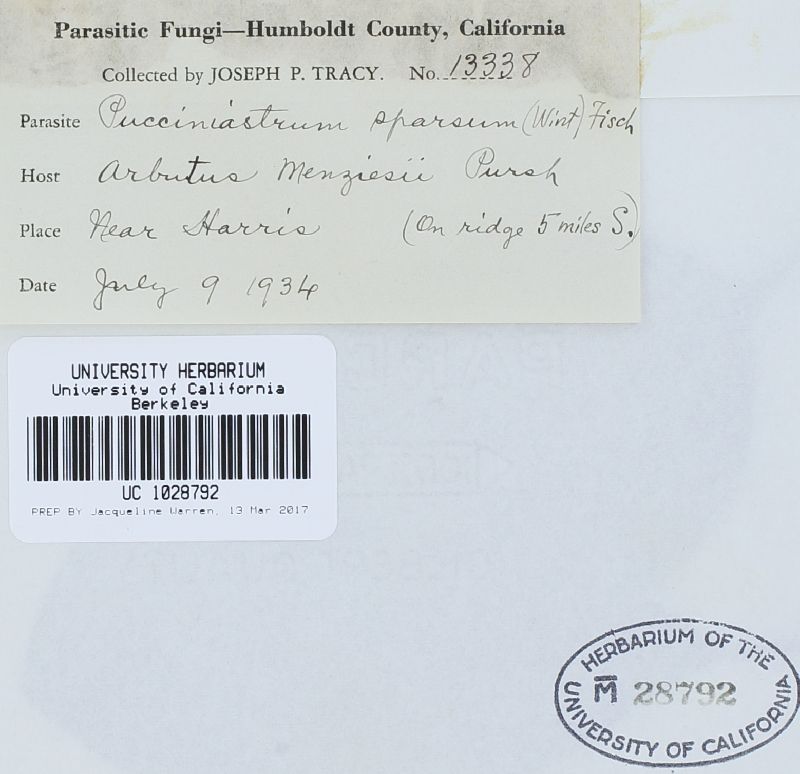 Parasitic Fungi—Humboldt County, California
Collected by JOSEPH P. TRACY. No. 13338
Parasite Pucciniastrum sparsum (Wint) Fisch
Host Arbutus Menziesii Pursh
Place Near Harris (On ridge 5 miles S.)
Date July 9 1934
UNIVERSITY HERBARIUM
University of California
Berkeley
UC 1028792
PREP BY Jacqueline Warren, 13 Mar 2017
HERBARIUM OF THE
M̅ 28792
UNIVERSITY OF CALIFORNIA